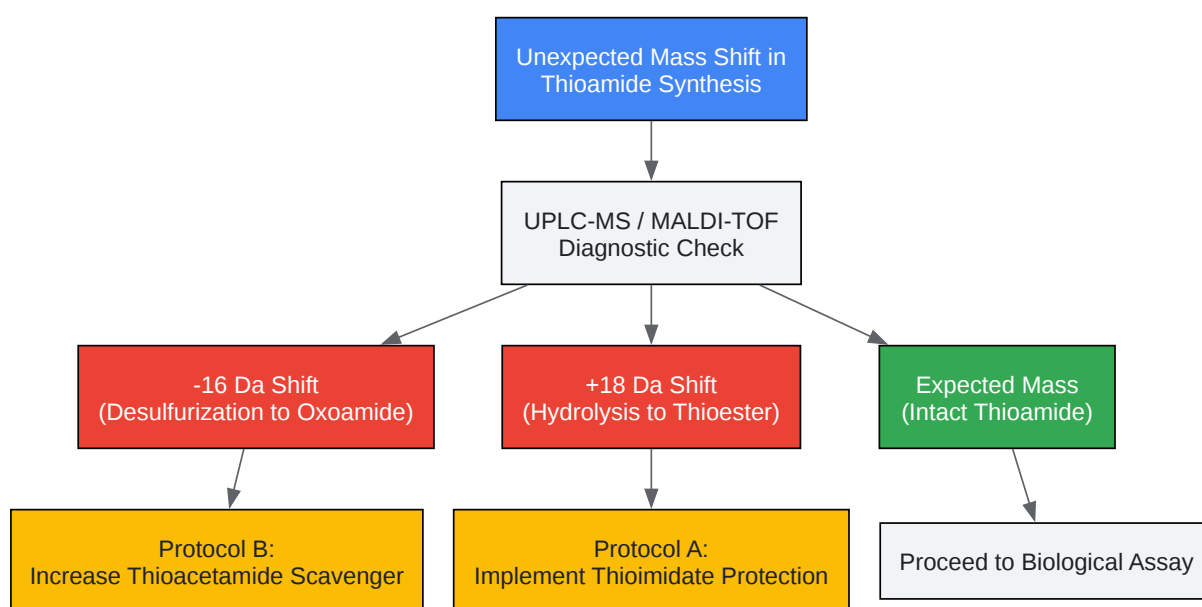 Unexpected Mass Shift in
Thioamide Synthesis
UPLC-MS / MALDI-TOF
Diagnostic Check
-16 Da Shift
(Desulfurization to Oxoamide)
+18 Da Shift
(Hydrolysis to Thioester)
Expected Mass
(Intact Thioamide)
Protocol B:
Increase Thioacetamide Scavenger
Protocol A:
Implement Thioimidate Protection
Proceed to Biological Assay